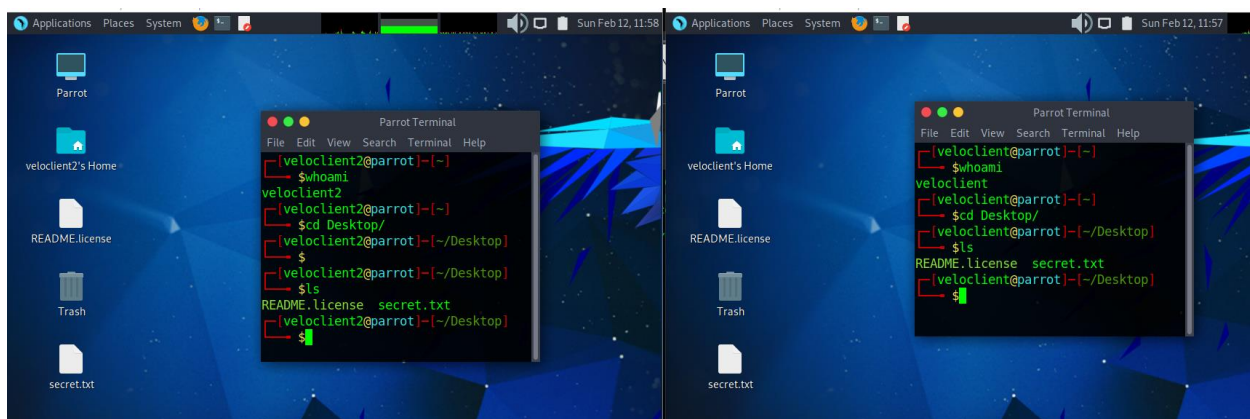 Applications Places System Sun Feb 12, 11:58
Parrot
veloclient2's Home
README.license
Trash
secret.txt
Parrot Terminal
File Edit View Search Terminal Help
[veloclient2@parrot]-[~]
$whoami
veloclient2
[veloclient2@parrot]-[~]
$cd Desktop/
[veloclient2@parrot]-[~/Desktop]
$
[veloclient2@parrot]-[~/Desktop]
$ls
README.license secret.txt
[veloclient2@parrot]-[~/Desktop]
$
Applications Places System Sun Feb 12, 11:57
Parrot
veloclient's Home
README.license
Trash
secret.txt
Parrot Terminal
File Edit View Search Terminal Help
[veloclient@parrot]-[~]
$whoami
veloclient
[veloclient@parrot]-[~]
$cd Desktop/
[veloclient@parrot]-[~/Desktop]
$ls
README.license secret.txt
[veloclient@parrot]-[~/Desktop]
$